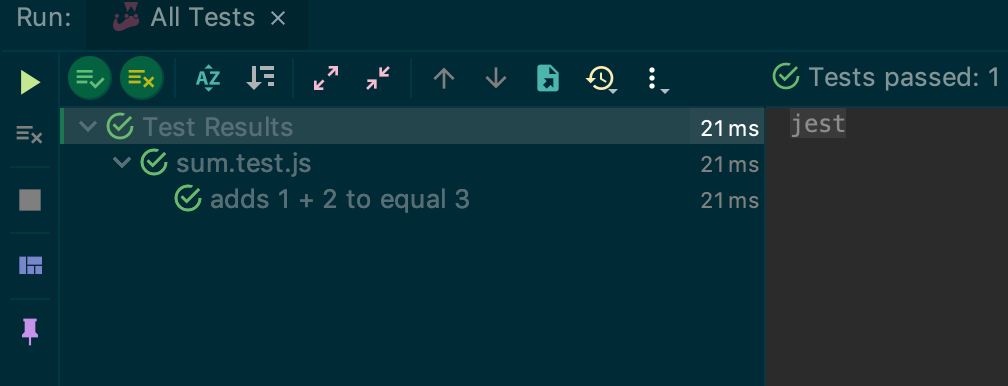 Run: All Tests ×
Tests passed: 1
Test Results 21 ms
jest
sum.test.js 21 ms
adds 1 + 2 to equal 3 21 ms